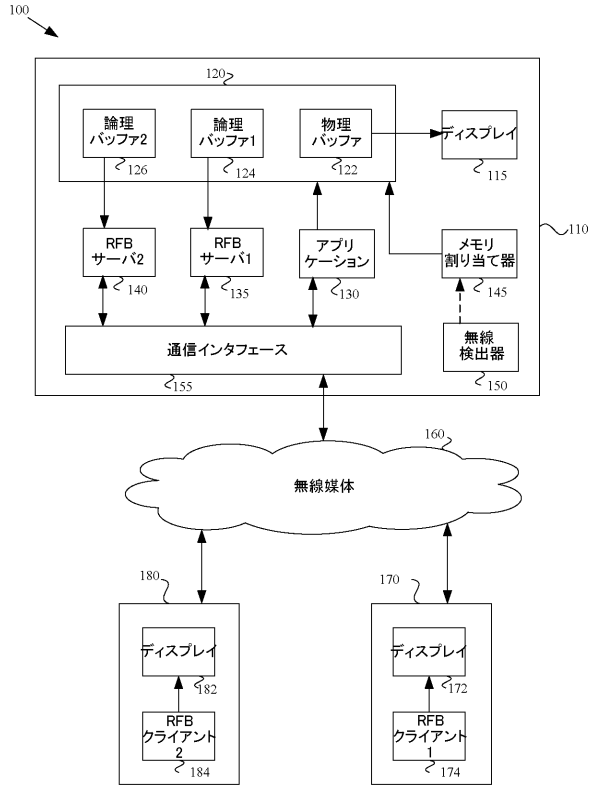 100
120
論理
バッファ2
126
論理
バッファ1
124
物理
バッファ
122
ディスプレイ
115
110
RFB
サーバ2
140
RFB
サーバ1
135
アプリ
ケーション
130
メモリ
割り当て器
145
通信インタフェース
155
無線
検出器
150
160
無線媒体
180
170
ディスプレイ
182
RFB
クライアント
2
184
ディスプレイ
172
RFB
クライアント
1
174